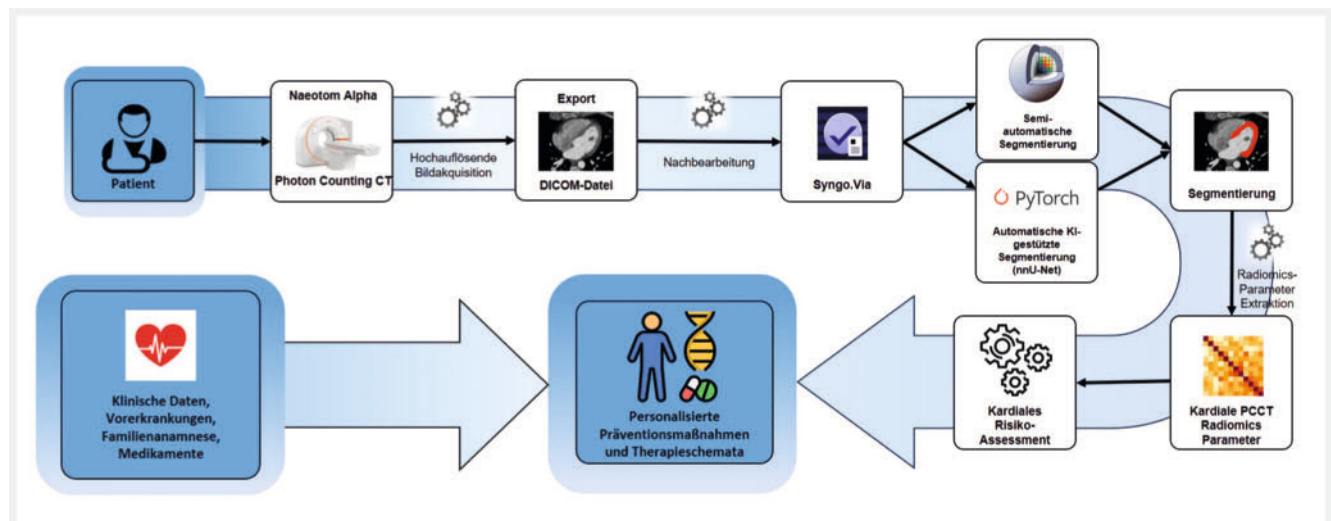 Patient
Naeotom Alpha
Photon Counting CT
Hochauflösende
Bildakquisition
Export
DICOM-Datei
Nachbearbeitung
Syngo.Via
Semi-
automatische
Segmentierung
PyTorch
Automatische KI-
gestützte
Segmentierung
(nnU-Net)
Segmentierung
Radiomics-
Parameter
Extraktion
Kardiale PCCT
Radiomics
Parameter
Kardiales
Risiko-
Assessment
Klinische Daten,
Vorerkrankungen,
Familienanamnese,
Medikamente
Personalisierte
Präventionsmaßnahmen
und Therapieschemata